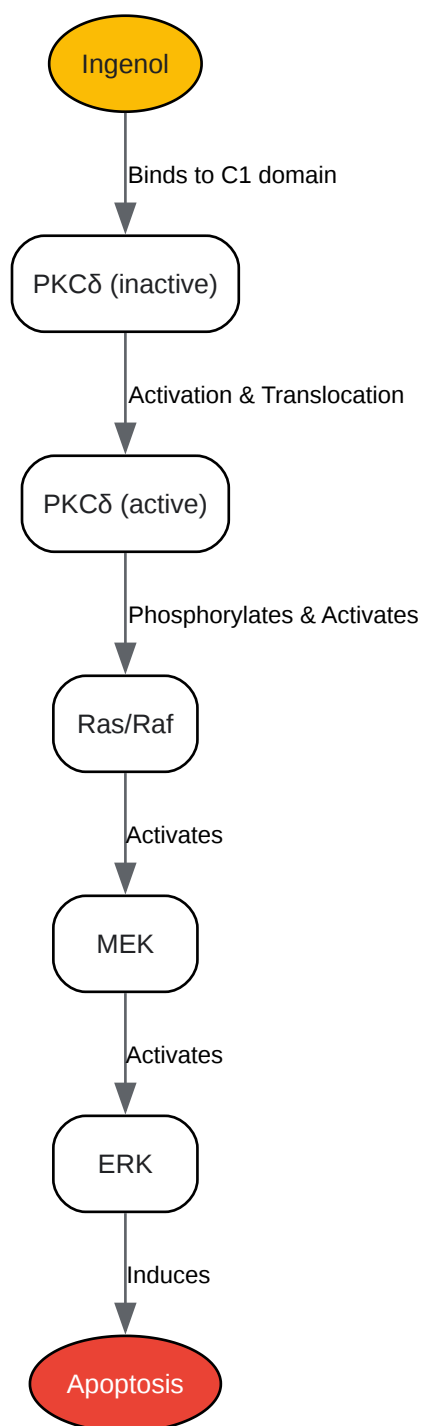 Ingenol
Binds to C1 domain
PKCδ (inactive)
Activation & Translocation
PKCδ (active)
Phosphorylates & Activates
Ras/Raf
Activates
MEK
Activates
ERK
Induces
Apoptosis